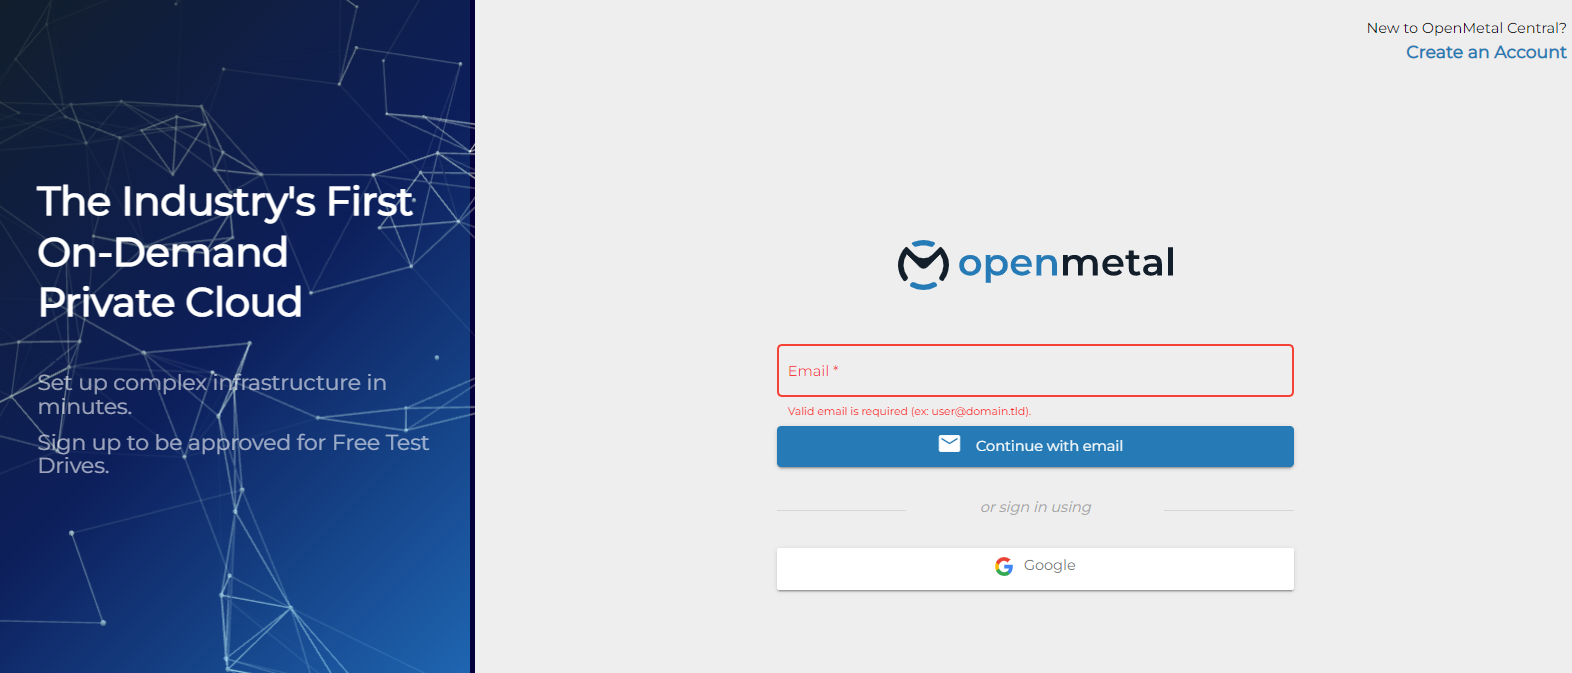 New to OpenMetal Central?
Create an Account
The Industry's First
On-Demand
Private Cloud
Set up complex infrastructure in
minutes.
Sign up to be approved for Free Test
Drives.
openmetal
Email *
Valid email is required (ex: user@domain.tld).
Continue with email
or sign in using
Google